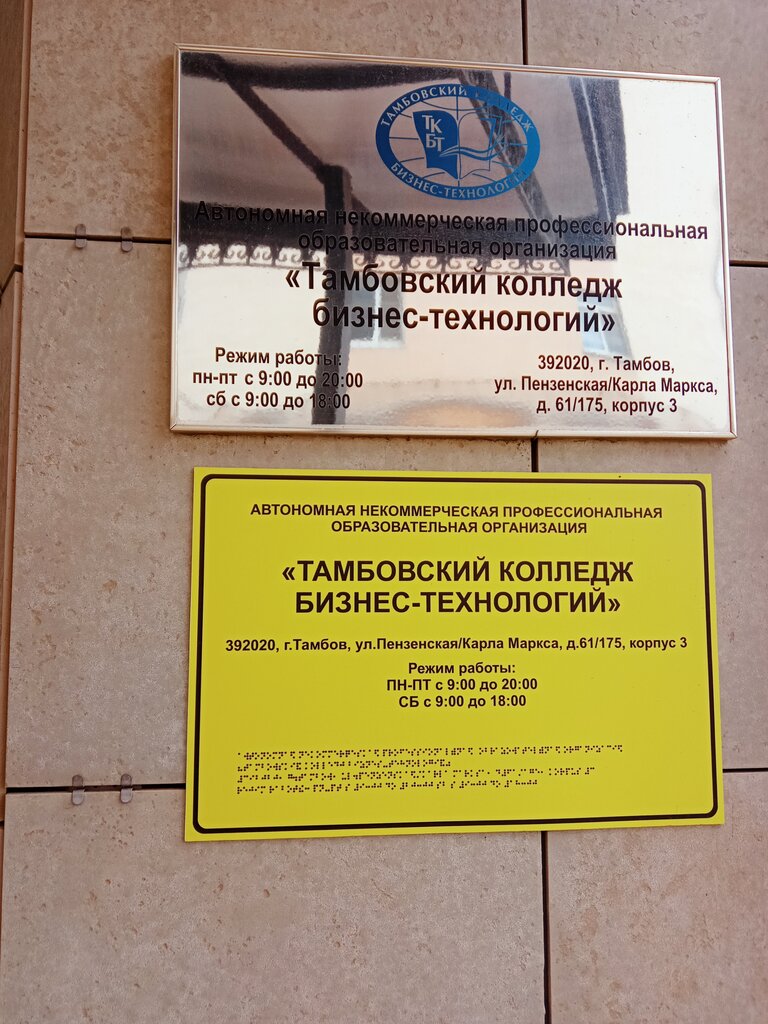 ТАМБОВСКИЙ КОЛЛЕДЖ
ТК
БТ
БИЗНЕС-ТЕХНОЛОГИЙ
Автономная некоммерческая профессиональная
образовательная организация
«Тамбовский колледж
бизнес-технологий»
Режим работы:
пн-пт с 9:00 до 20:00
сб с 9:00 до 18:00
392020, г. Тамбов,
ул. Пензенская/Карла Маркса,
д. 61/175, корпус 3
АВТОНОМНАЯ НЕКОММЕРЧЕСКАЯ ПРОФЕССИОНАЛЬНАЯ
ОБРАЗОВАТЕЛЬНАЯ ОРГАНИЗАЦИЯ
«ТАМБОВСКИЙ КОЛЛЕДЖ
БИЗНЕС-ТЕХНОЛОГИЙ»
392020, г.Тамбов, ул.Пензенская/Карла Маркса, д.61/175, корпус 3
Режим работы:
ПН-ПТ с 9:00 до 20:00
СБ с 9:00 до 18:00